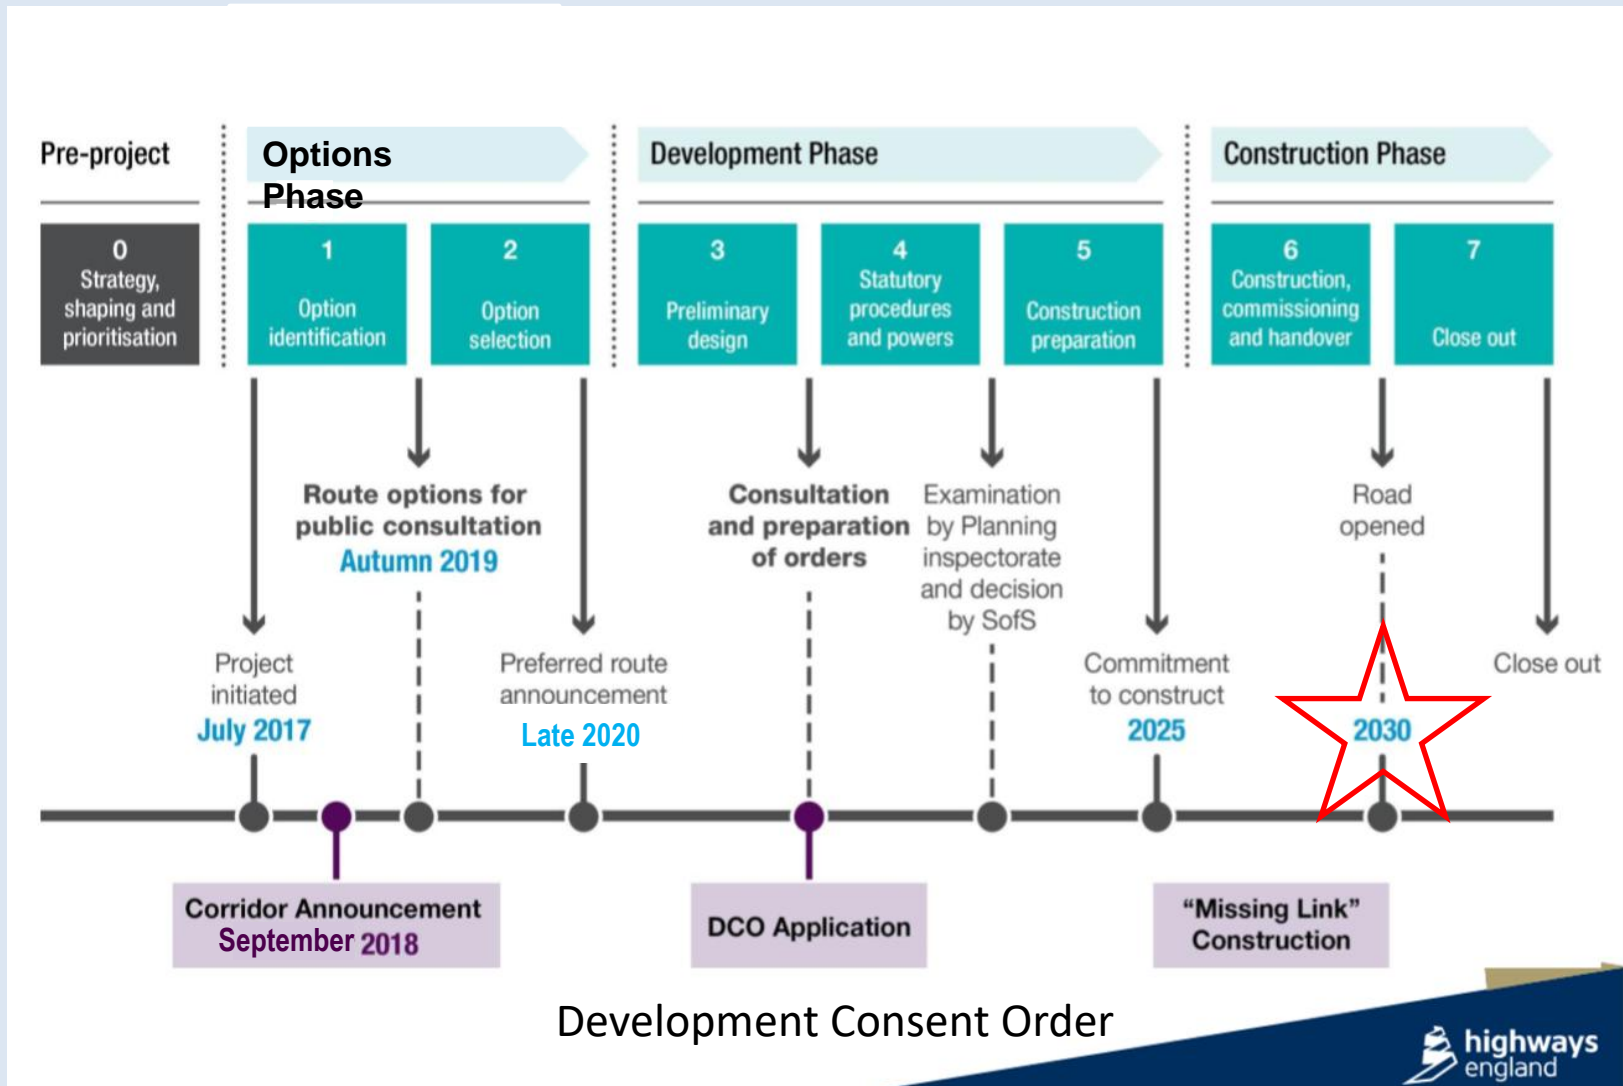 Pre-project
Options
Phase
Development Phase
Construction Phase
0
Strategy,
shaping and
prioritisation
1
Option
identification
2
Option
selection
3
Preliminary
design
4
Statutory
procedures
and powers
5
Construction
preparation
6
Construction,
commissioning
and handover
7
Close out
Route options for
public consultation
Autumn 2019
Consultation
and preparation
of orders
Examination
by Planning
inspectorate
and decision
by SofS
Road
opened
Project
initiated
July 2017
Preferred route
announcement
Late 2020
Commitment
to construct
2025
2030
Close out
Corridor Announcement
September 2018
DCO Application
“Missing Link”
Construction
Development Consent Order
highways
england